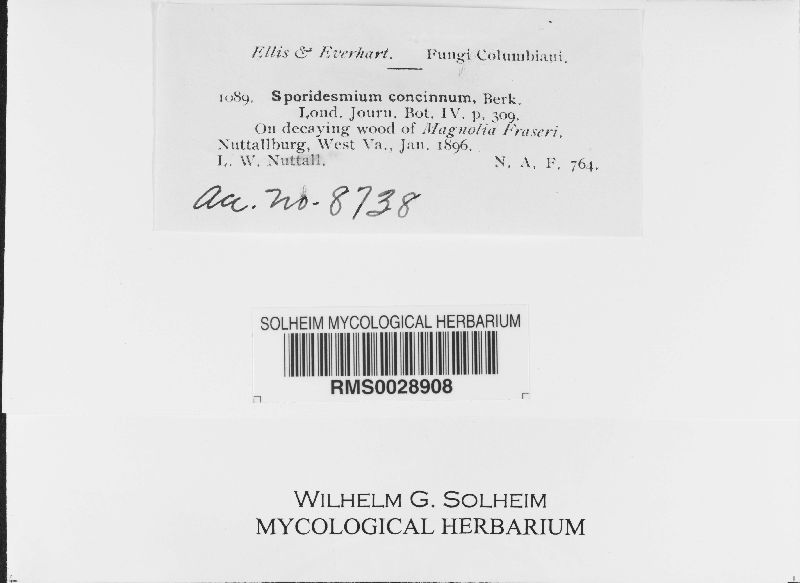 Ellis & Everhart. Fungi Columbiani.
1089. Sporidesmium concinnum, Berk.
Lond. Journ. Bot. IV. p. 309.
On decaying wood of Magnolia Fraseri,
Nuttallburg, West Va., Jan. 1896.
L. W. Nuttall. N. A. F. 764.
Ac. no. 8738
SOLHEIM MYCOLOGICAL HERBARIUM
RMS0028908
WILHELM G. SOLHEIM
MYCOLOGICAL HERBARIUM